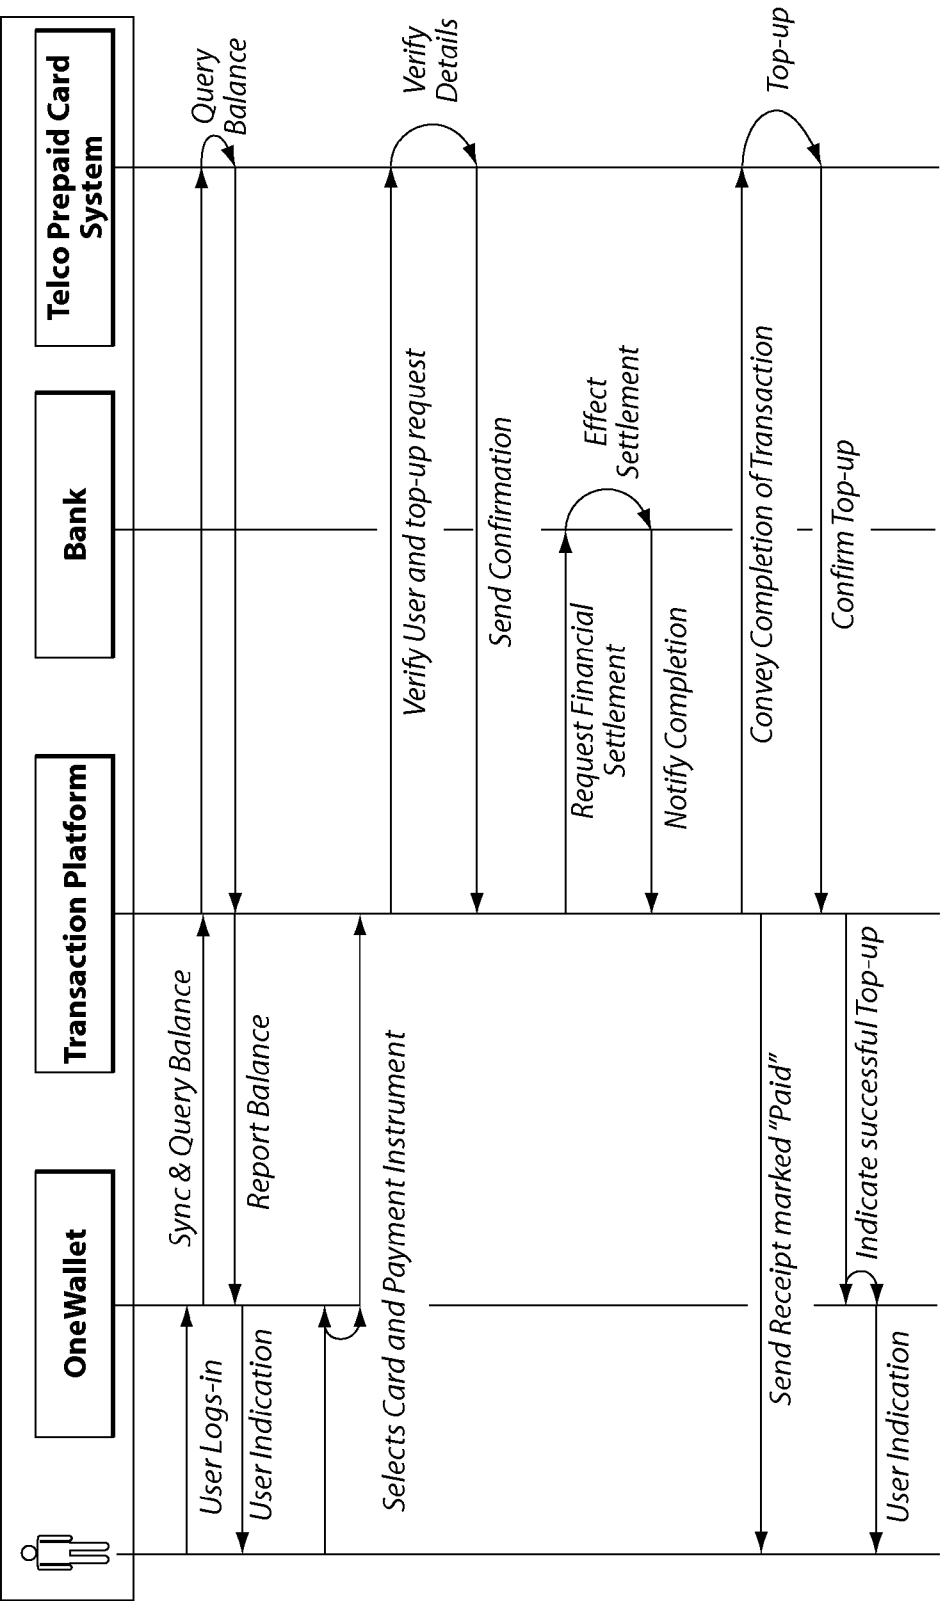 OneWallet
Transaction Platform
Bank
Telco Prepaid Card
System
User Logs-in
Sync & Query Balance
Query
Balance
Report Balance
User Indication
Selects Card and Payment Instrument
Verify User and top-up request
Verify
Details
Send Confirmation
Request Financial
Settlement
Effect
Settlement
Notify Completion
Convey Completion of Transaction
Top-up
Send Receipt marked “Paid”
Confirm Top-up
Indicate successful Top-up
User Indication